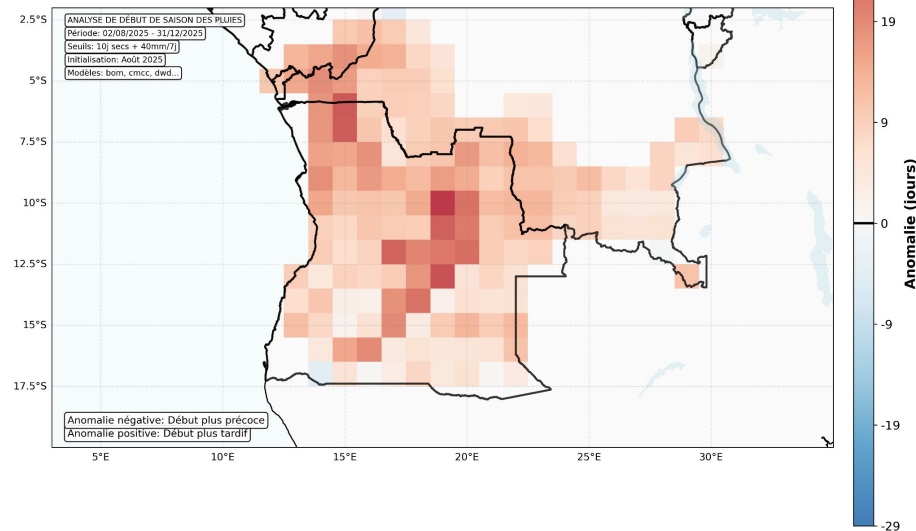 ANALYSE DE DÉBUT DE SAISON DES PLUIES
Période: 02/08/2025 - 31/12/2025
Seuils: 10j secs + 40mm/7j
Initialisation: Août 2025
Modèles: bom, cmcc, dwd...
2.5°S
5°S
7.5°S
10°S
12.5°S
15°S
17.5°S
Anomalie négative: Début plus précoce
Anomalie positive: Début plus tardif
5°E
10°E
15°E
20°E
25°E
30°E
19
9
0
-9
-19
-29
Anomalie (jours)